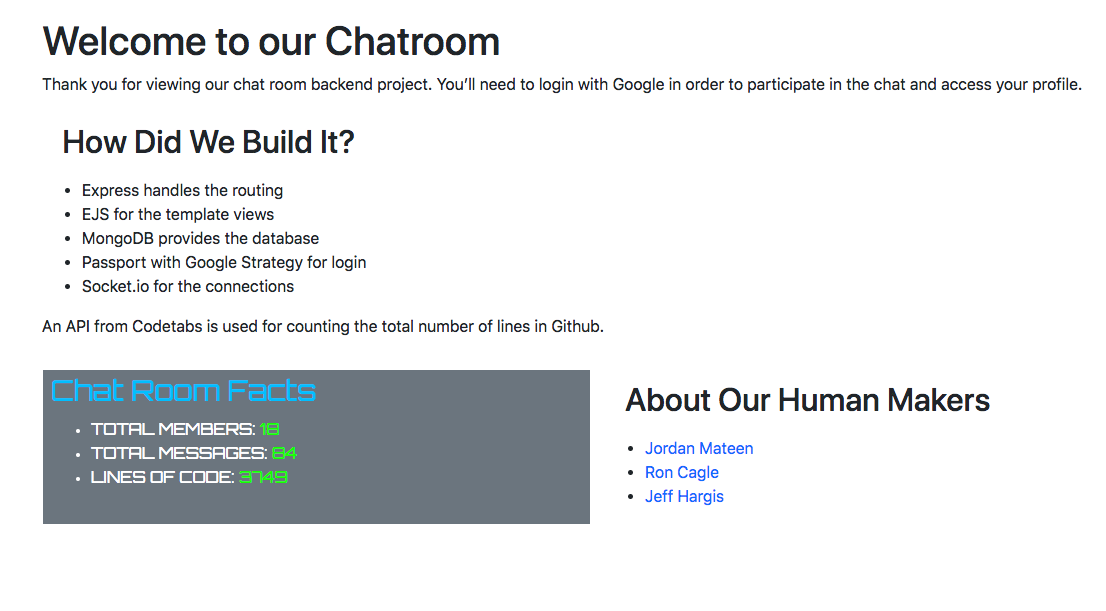 Welcome to our Chatroom
Thank you for viewing our chat room backend project. You’ll need to login with Google in order to participate in the chat and access your profile.
How Did We Build It?
• Express handles the routing
• EJS for the template views
• MongoDB provides the database
• Passport with Google Strategy for login
• Socket.io for the connections
An API from Codetabs is used for counting the total number of lines in Github.
Chat Room Facts
• TOTAL MEMBERS: 18
• TOTAL MESSAGES: 84
• LINES OF CODE: 3749
About Our Human Makers
• Jordan Mateen
• Ron Cagle
• Jeff Hargis